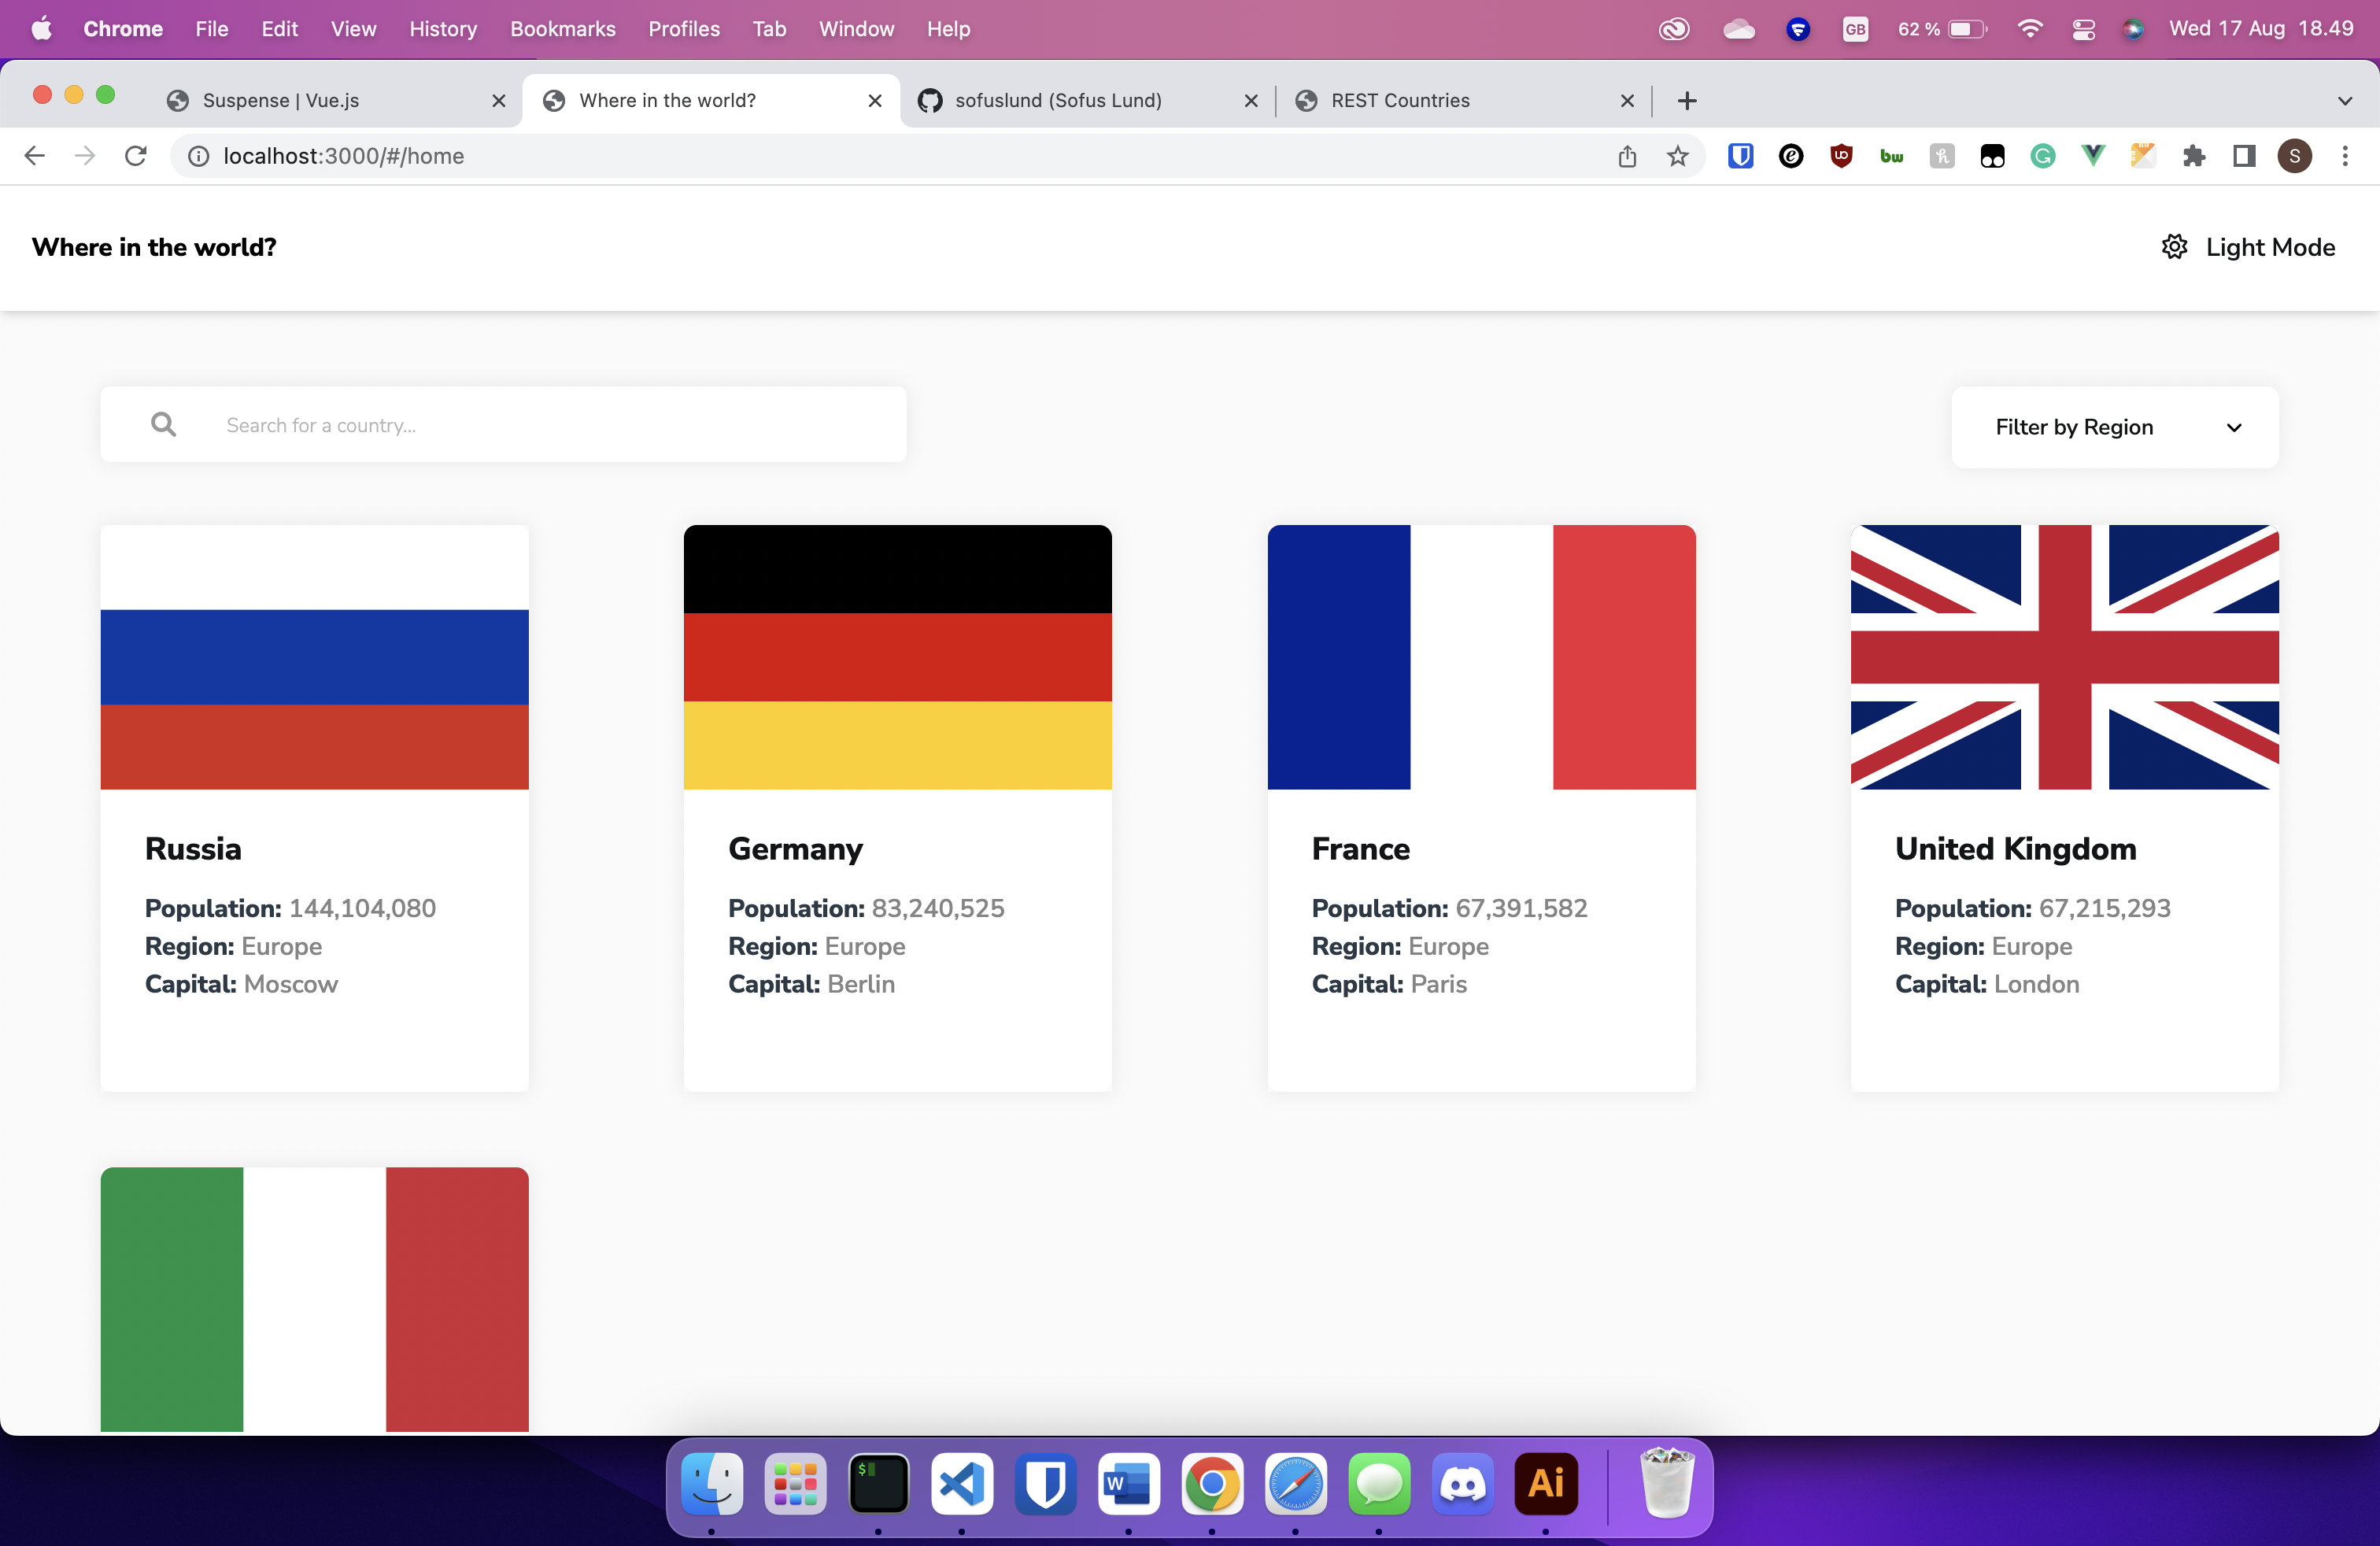 Chrome File Edit View History Bookmarks Profiles Tab Window Help GB 62 % Wed 17 Aug 18.49
Suspense | Vue.js Where in the world? sofuslund (Sofus Lund) REST Countries
localhost:3000/#/home UD bw h G S
Where in the world? Light Mode
Search for a country... Filter by Region
Russia
Population: 144,104,080
Region: Europe
Capital: Moscow
Germany
Population: 83,240,525
Region: Europe
Capital: Berlin
France
Population: 67,391,582
Region: Europe
Capital: Paris
United Kingdom
Population: 67,215,293
Region: Europe
Capital: London
$ W Ai